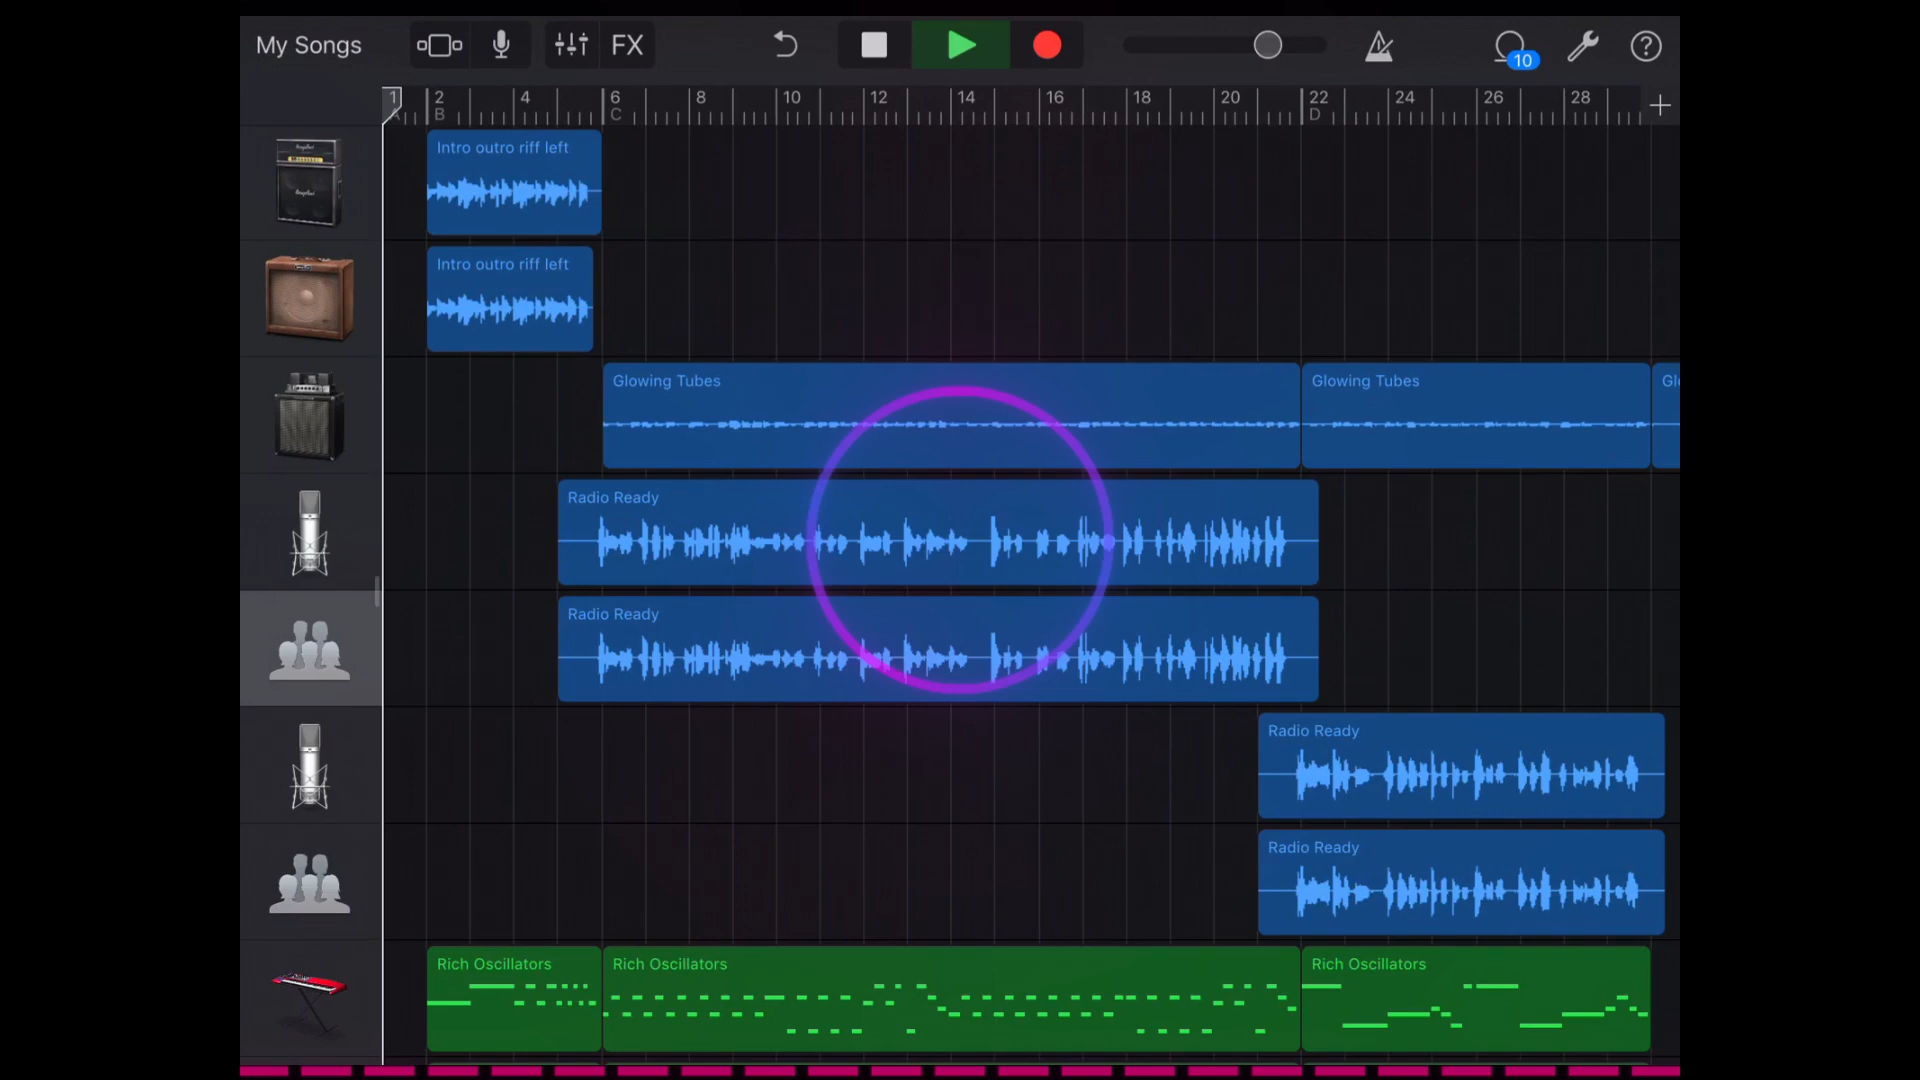 My Songs
FX
10
1 2 4 6 8 10 12 14 16 18 20 22 24 26 28
A B C D
Intro outro riff left
Intro outro riff left
Glowing Tubes Glowing Tubes Glo
Radio Ready
Radio Ready
Radio Ready
Radio Ready
Rich Oscillators Rich Oscillators Rich Oscillators